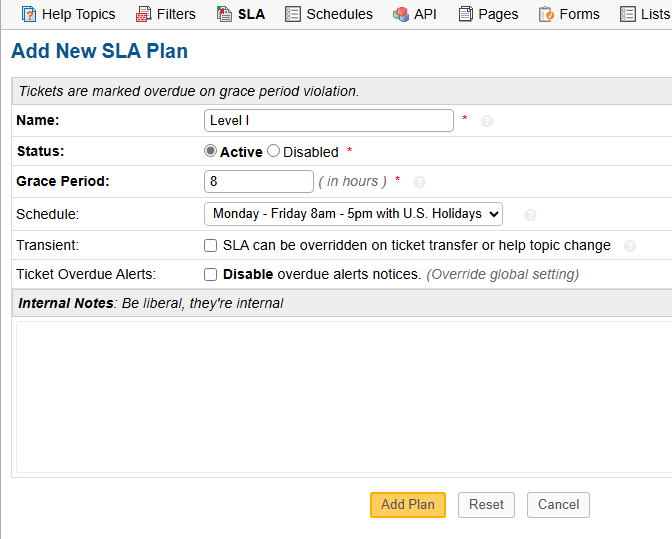 Help Topics Filters SLA Schedules API Pages Forms Lists
Add New SLA Plan
Tickets are marked overdue on grace period violation.
Name: Level I * ?
Status: Active Disabled *
Grace Period: 8 ( in hours ) * ?
Schedule: Monday - Friday 8am - 5pm with U.S. Holidays ?
Transient: SLA can be overridden on ticket transfer or help topic change ?
Ticket Overdue Alerts: Disable overdue alerts notices. (Override global setting)
Internal Notes: Be liberal, they're internal
Add Plan Reset Cancel